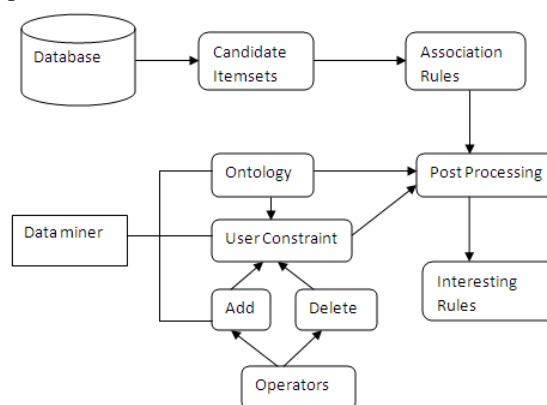 Database
Candidate
Itemsets
Association
Rules
Ontology
Post Processing
Data miner
User Constraint
Interesting
Rules
Add
Delete
Operators